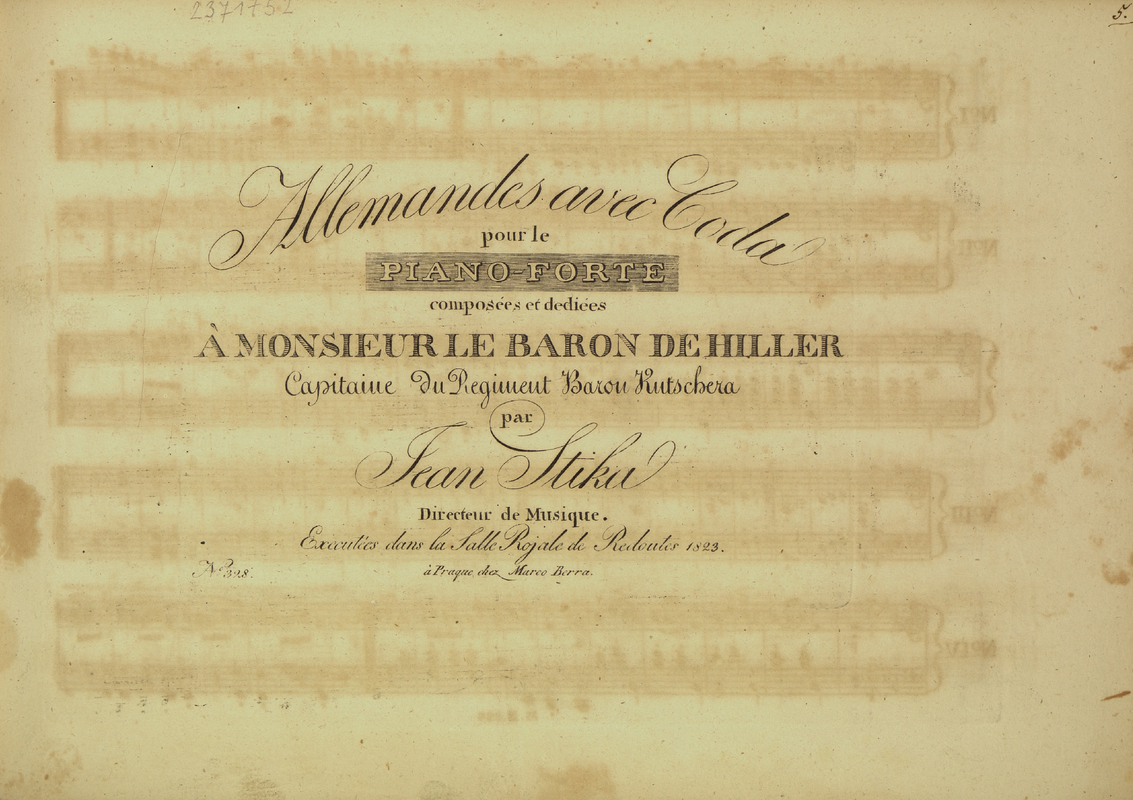 2371752
5.
Allemandes avec Coda
pour le
PIANO-FORTE
composées et dediées
À MONSIEUR LE BARON DE HILLER
Capitaine du Regiment Baron Kutschera
par
Jean Stika
Directeur de Musique.
Executées dans la Salle Rojale de Redoutes 1823.
à Prague chez Marco Berra.
No 328.